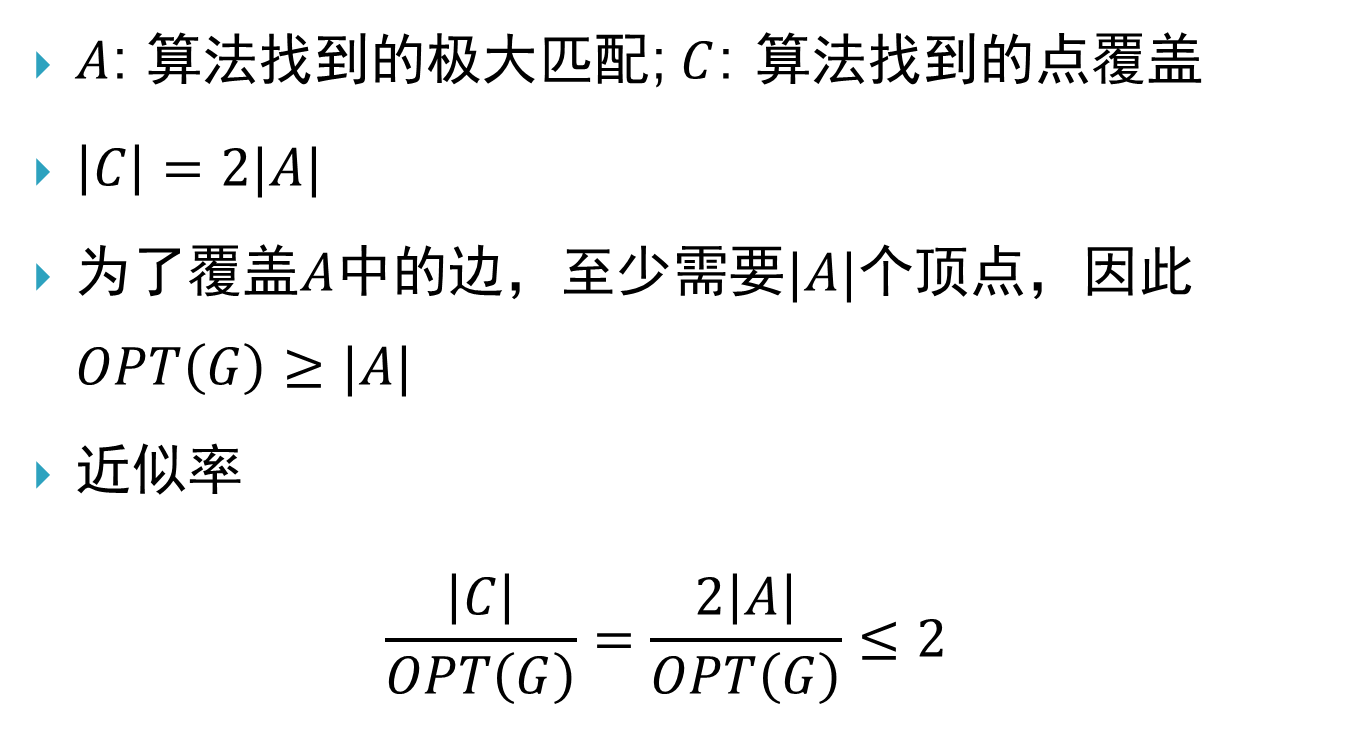 A: 算法找到的极大匹配; C: 算法找到的点覆盖
|C| = 2|A|
为了覆盖A中的边，至少需要|A|个顶点，因此
OPT(G) ≥ |A|
近似率
|C|/OPT(G) = 2|A|/OPT(G) ≤ 2